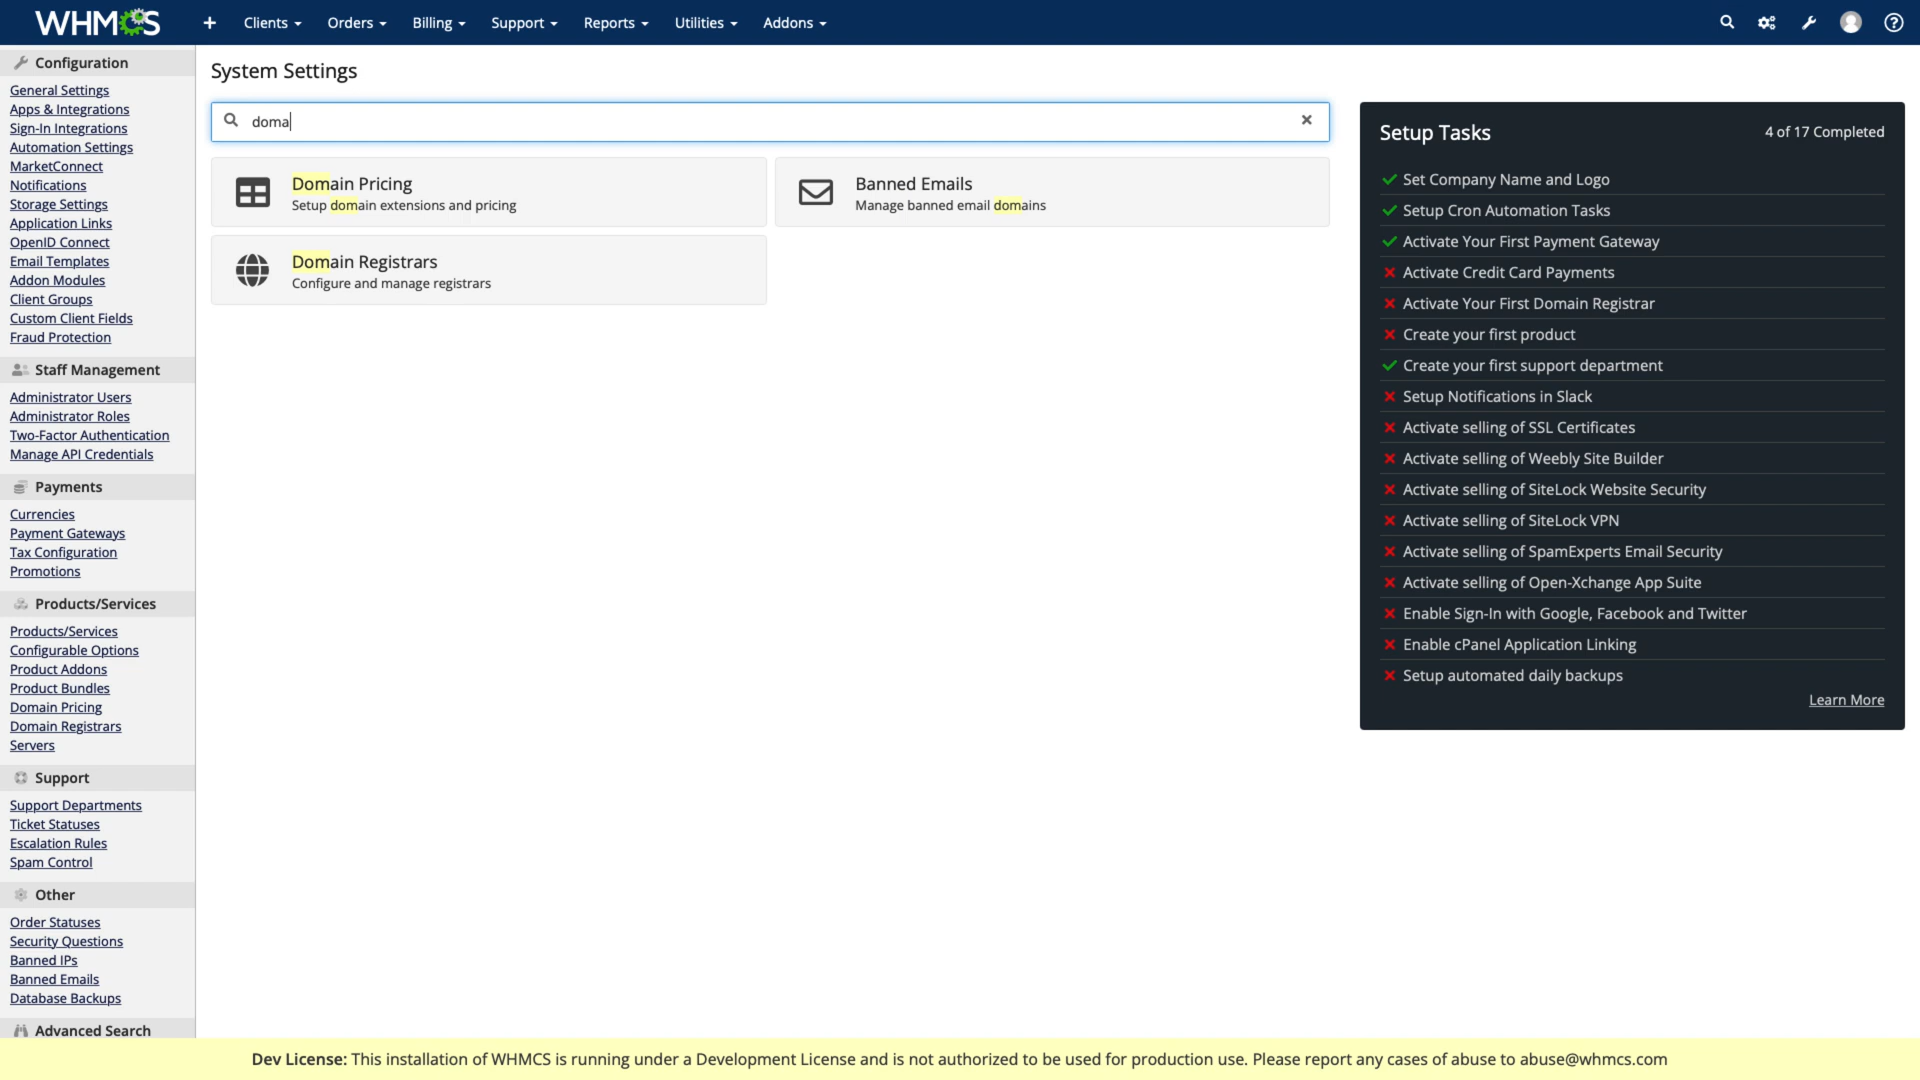 WHMCS
Clients
Orders
Billing
Support
Reports
Utilities
Addons
Configuration
General Settings
Apps & Integrations
Sign-In Integrations
Automation Settings
MarketConnect
Notifications
Storage Settings
Application Links
OpenID Connect
Email Templates
Addon Modules
Client Groups
Custom Client Fields
Fraud Protection
Staff Management
Administrator Users
Administrator Roles
Two-Factor Authentication
Manage API Credentials
Payments
Currencies
Payment Gateways
Tax Configuration
Promotions
Products/Services
Products/Services
Configurable Options
Product Addons
Product Bundles
Domain Pricing
Domain Registrars
Servers
Support
Support Departments
Ticket Statuses
Escalation Rules
Spam Control
Other
Order Statuses
Security Questions
Banned IPs
Banned Emails
Database Backups
Advanced Search
System Settings
doma
Domain Pricing
Setup domain extensions and pricing
Banned Emails
Manage banned email domains
Domain Registrars
Configure and manage registrars
Setup Tasks
4 of 17 Completed
Set Company Name and Logo
Setup Cron Automation Tasks
Activate Your First Payment Gateway
Activate Credit Card Payments
Activate Your First Domain Registrar
Create your first product
Create your first support department
Setup Notifications in Slack
Activate selling of SSL Certificates
Activate selling of Weebly Site Builder
Activate selling of SiteLock Website Security
Activate selling of SiteLock VPN
Activate selling of SpamExperts Email Security
Activate selling of Open-Xchange App Suite
Enable Sign-In with Google, Facebook and Twitter
Enable cPanel Application Linking
Setup automated daily backups
Learn More
Dev License: This installation of WHMCS is running under a Development License and is not authorized to be used for production use. Please report any cases of abuse to abuse@whmcs.com